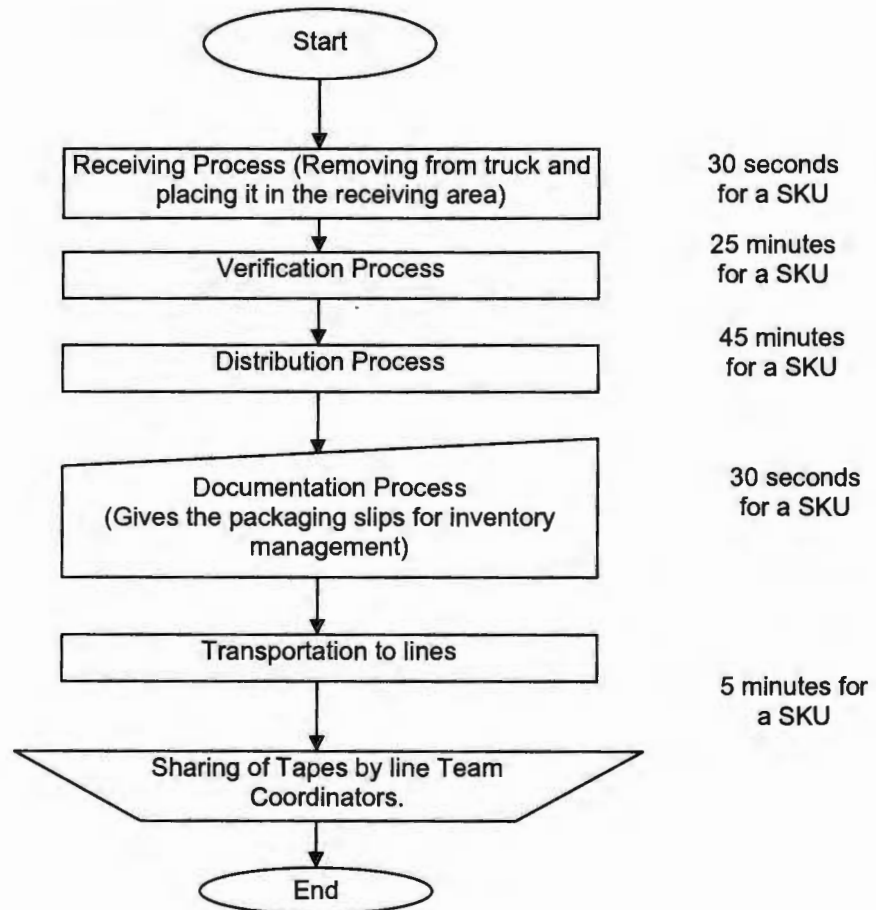 Start
Receiving Process (Removing from truck and
placing it in the receiving area)
30 seconds
for a SKU
Verification Process
25 minutes
for a SKU
Distribution Process
45 minutes
for a SKU
Documentation Process
(Gives the packaging slips for inventory
management)
30 seconds
for a SKU
Transportation to lines
5 minutes for
a SKU
Sharing of Tapes by line Team
Coordinators.
End